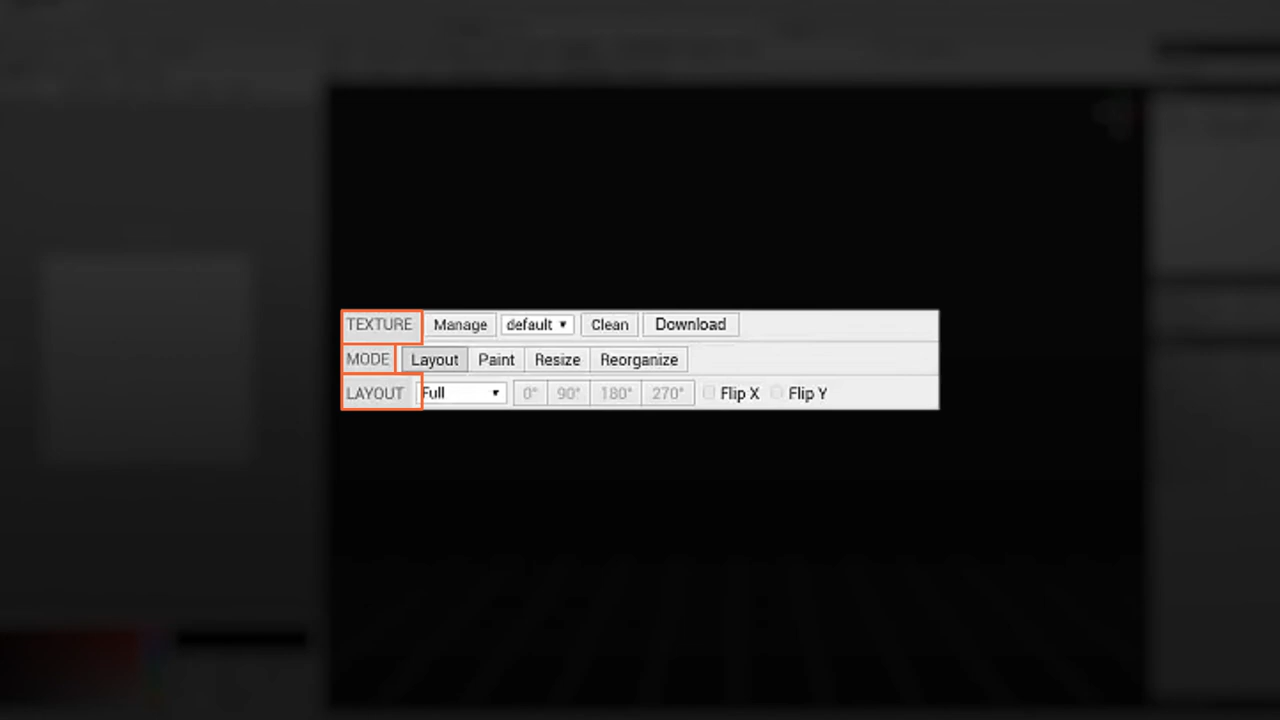 TEXTURE Manage default Clean Download
MODE Layout Paint Resize Reorganize
LAYOUT Full 0° 90° 180° 270° Flip X Flip Y